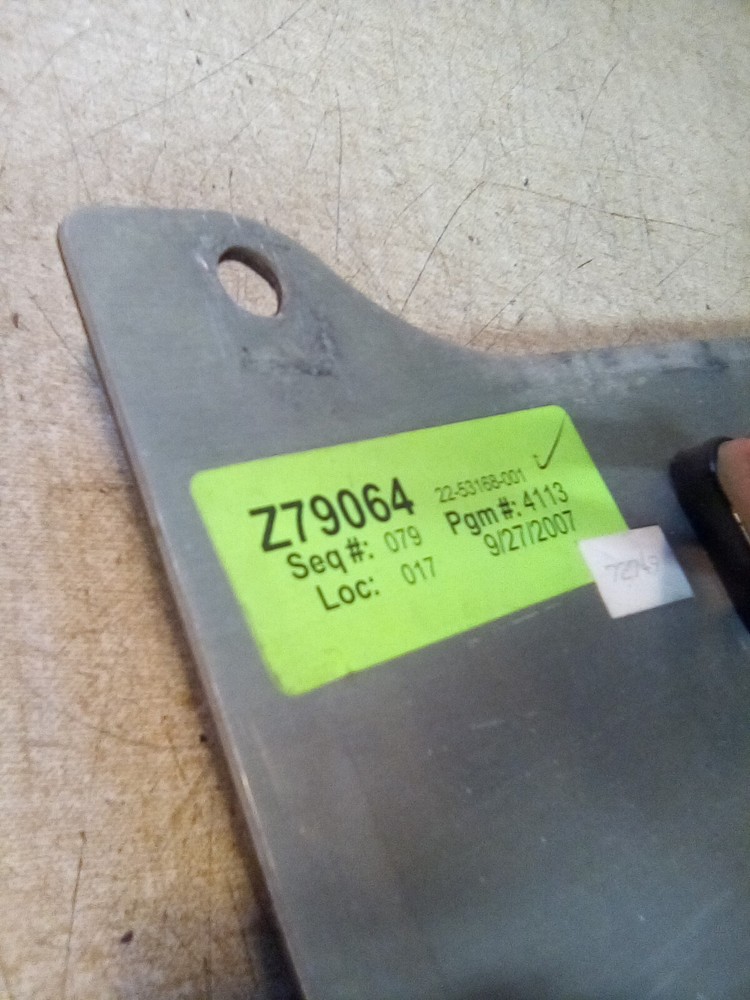 Z79064 22-53168-001
Seq #: 079 Pgm #: 4113
Loc: 017 9/27/2007